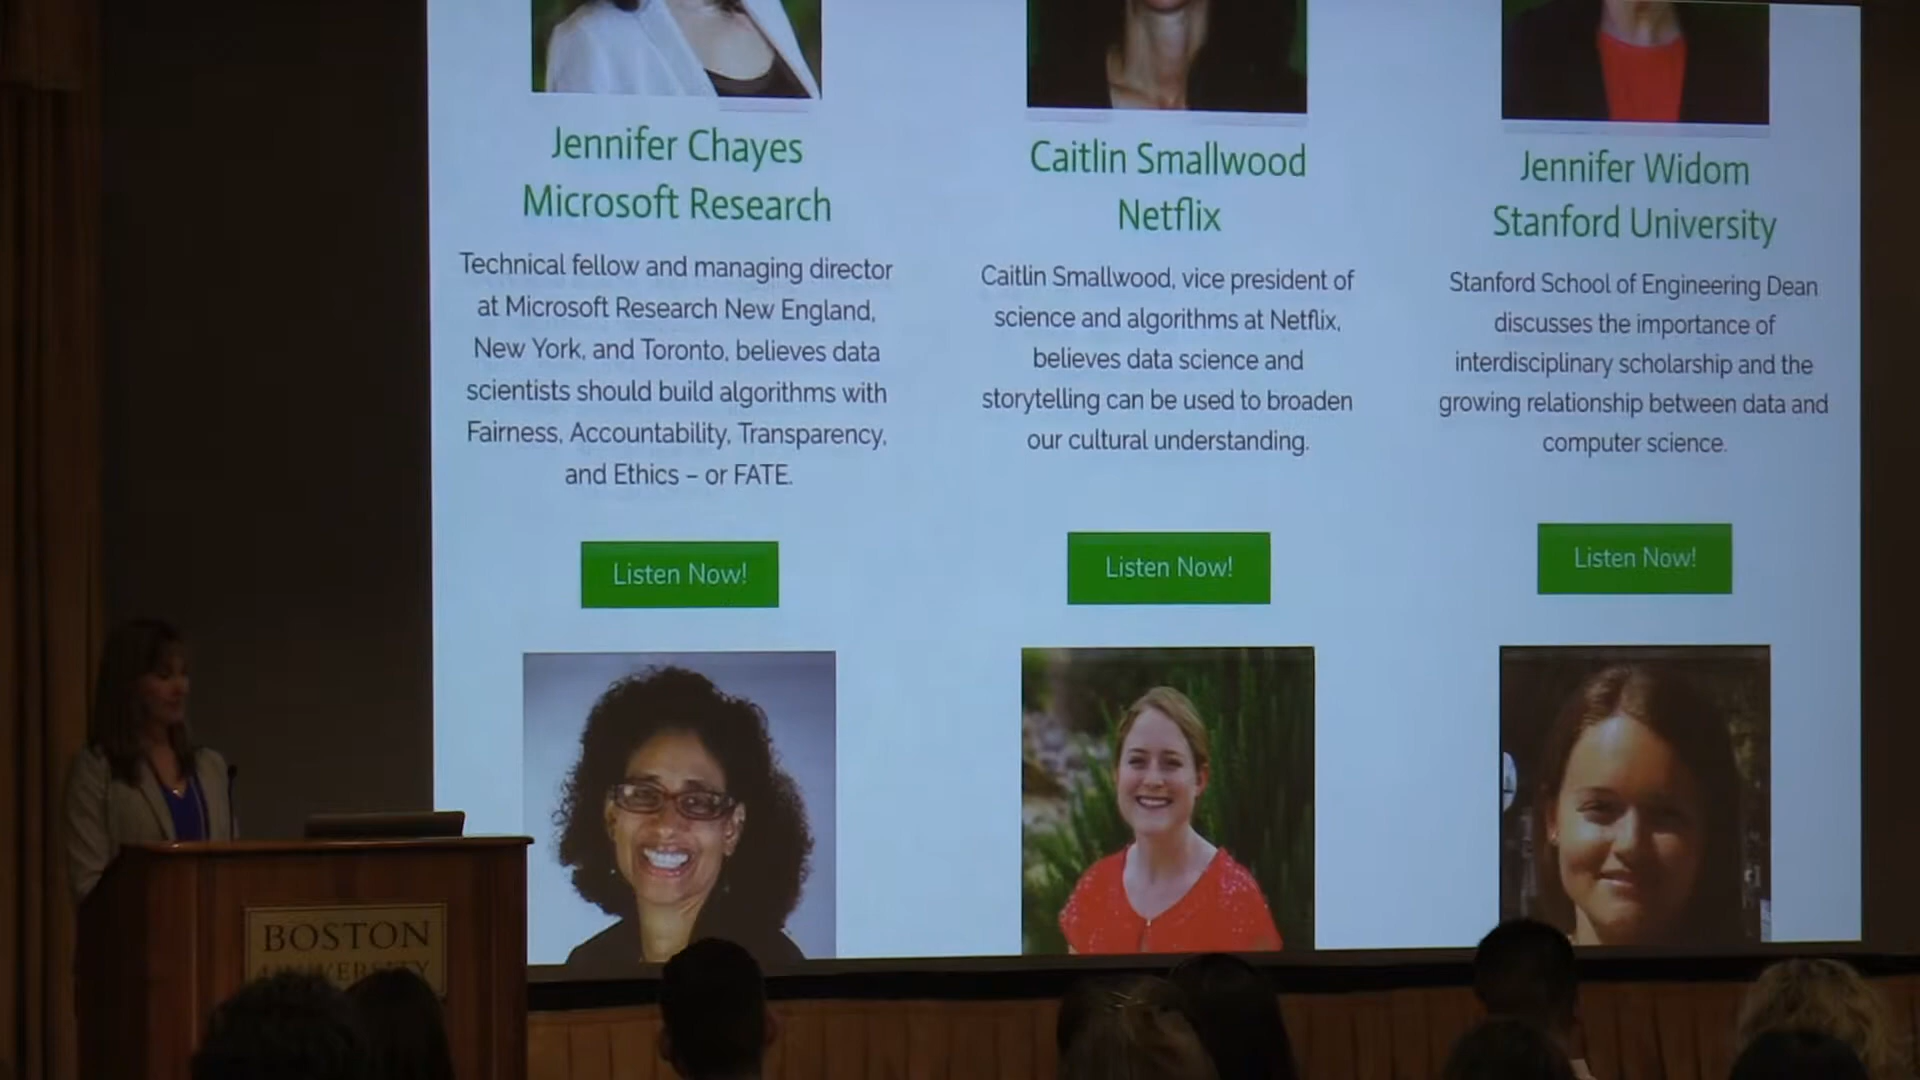 Jennifer Chayes
Microsoft Research
Technical fellow and managing director
at Microsoft Research New England,
New York, and Toronto, believes data
scientists should build algorithms with
Fairness, Accountability, Transparency,
and Ethics – or FATE.
Listen Now!
Caitlin Smallwood
Netflix
Caitlin Smallwood, vice president of
science and algorithms at Netflix,
believes data science and
storytelling can be used to broaden
our cultural understanding.
Listen Now!
Jennifer Widom
Stanford University
Stanford School of Engineering Dean
discusses the importance of
interdisciplinary scholarship and the
growing relationship between data and
computer science.
Listen Now!
BOSTON
UNIVERSITY